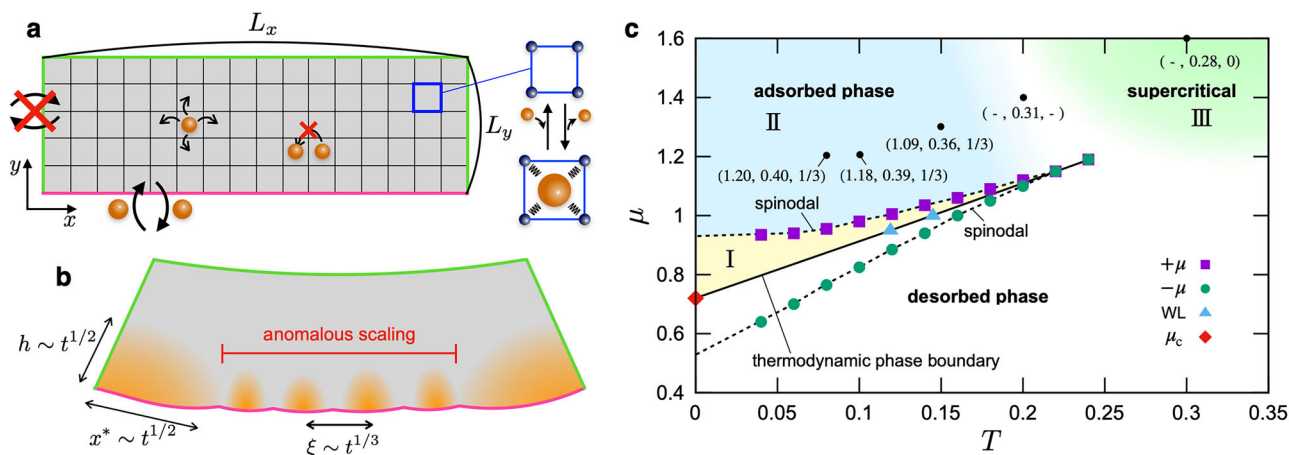 a
L_x
L_y
y
x
b
anomalous scaling
h ~ t^{1/2}
x* ~ t^{1/2}
ξ ~ t^{1/3}
c
1.6
1.4
1.2
1
0.8
0.6
0.4
μ
0
0.05
0.1
0.15
0.2
0.25
0.3
0.35
T
adsorbed phase
II
supercritical
III
( - , 0.28, 0)
( - , 0.31, - )
(1.09, 0.36, 1/3)
(1.20, 0.40, 1/3)
(1.18, 0.39, 1/3)
spinodal
I
spinodal
desorbed phase
thermodynamic phase boundary
+μ
−μ
WL
μ_c